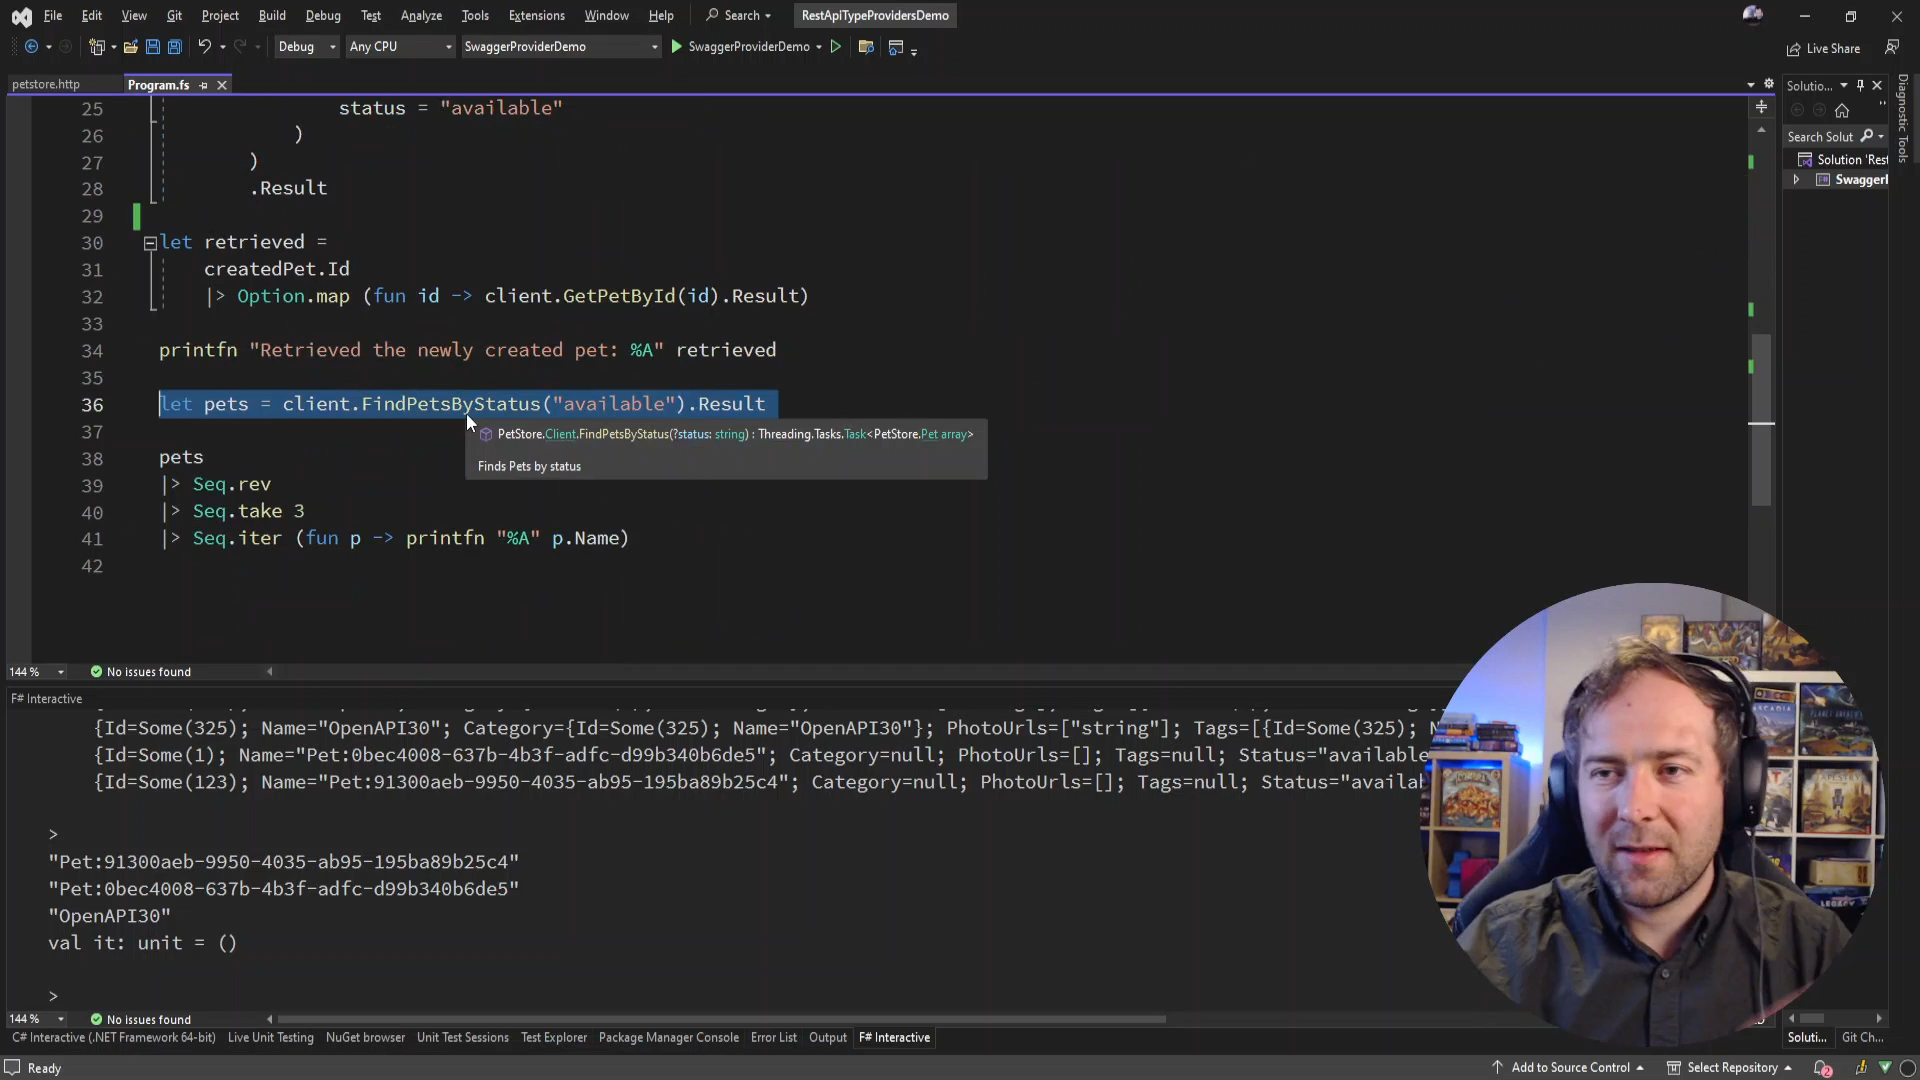 File Edit View Git Project Build Debug Test Analyze Tools Extensions Window Help Search RestApiTypeProvidersDemo
Debug Any CPU SwaggerProviderDemo SwaggerProviderDemo Live Share
petstore.http Program.fs Solutio...
25 status = "available"
26 )
27 )
28 .Result
29
30 let retrieved =
31 createdPet.Id
32 |> Option.map (fun id -> client.GetPetById(id).Result)
33
34 printfn "Retrieved the newly created pet: %A" retrieved
35
36 let pets = client.FindPetsByStatus("available").Result
37
PetStore.Client.FindPetsByStatus(?status: string) : Threading.Tasks.Task<PetStore.Pet array>
Finds Pets by status
38 pets
39 |> Seq.rev
40 |> Seq.take 3
41 |> Seq.iter (fun p -> printfn "%A" p.Name)
42
Search Solut
Solution 'Rest
SwaggerI
Diagnostic Tools
144 % No issues found
F# Interactive
{Id=Some(325); Name="OpenAPI30"; Category={Id=Some(325); Name="OpenAPI30"}; PhotoUrls=["string"]; Tags=[{Id=Some(325); N
{Id=Some(1); Name="Pet:0bec4008-637b-4b3f-adfc-d99b340b6de5"; Category=null; PhotoUrls=[]; Tags=null; Status="available
{Id=Some(123); Name="Pet:91300aeb-9950-4035-ab95-195ba89b25c4"; Category=null; PhotoUrls=[]; Tags=null; Status="availa
>
"Pet:91300aeb-9950-4035-ab95-195ba89b25c4"
"Pet:0bec4008-637b-4b3f-adfc-d99b340b6de5"
"OpenAPI30"
val it: unit = ()
>
144 % No issues found
C# Interactive (.NET Framework 64-bit) Live Unit Testing NuGet browser Unit Test Sessions Test Explorer Package Manager Console Error List Output F# Interactive Soluti... Git Ch...
Ready Add to Source Control Select Repository 2
CASCADIA
PLANET
TAPESTRY
LEGACY